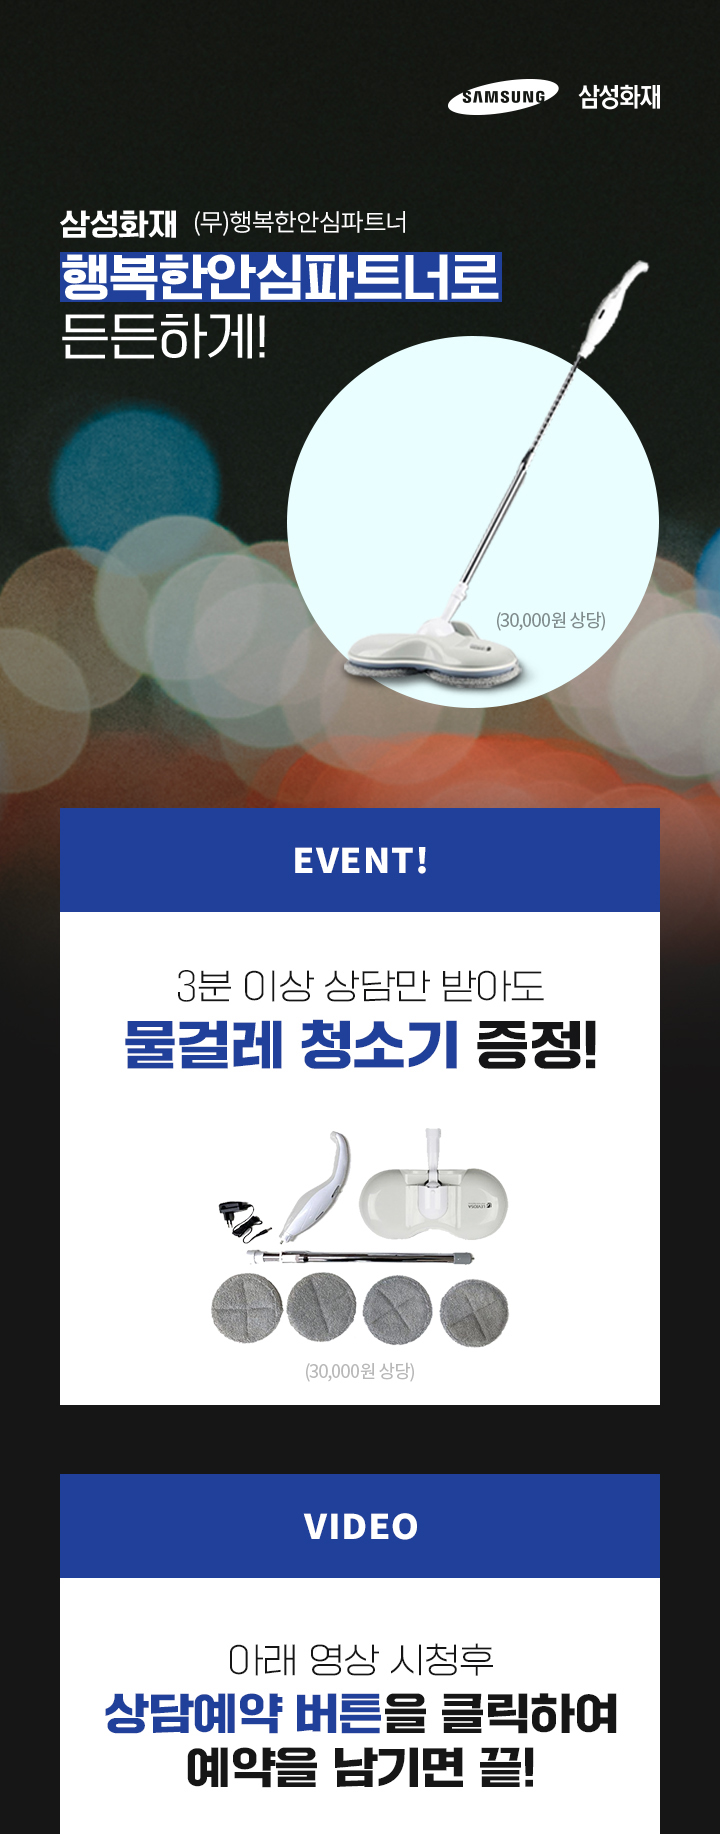 SAMSUNG 삼성화재
삼성화재 (무)행복한안심파트너
행복한안심파트너로
든든하게!
(30,000원 상당)
EVENT!
3분 이상 상담만 받아도
물걸레 청소기 증정!
(30,000원 상당)
VIDEO
아래 영상 시청후
상담예약 버튼을 클릭하여
예약을 남기면 끝!